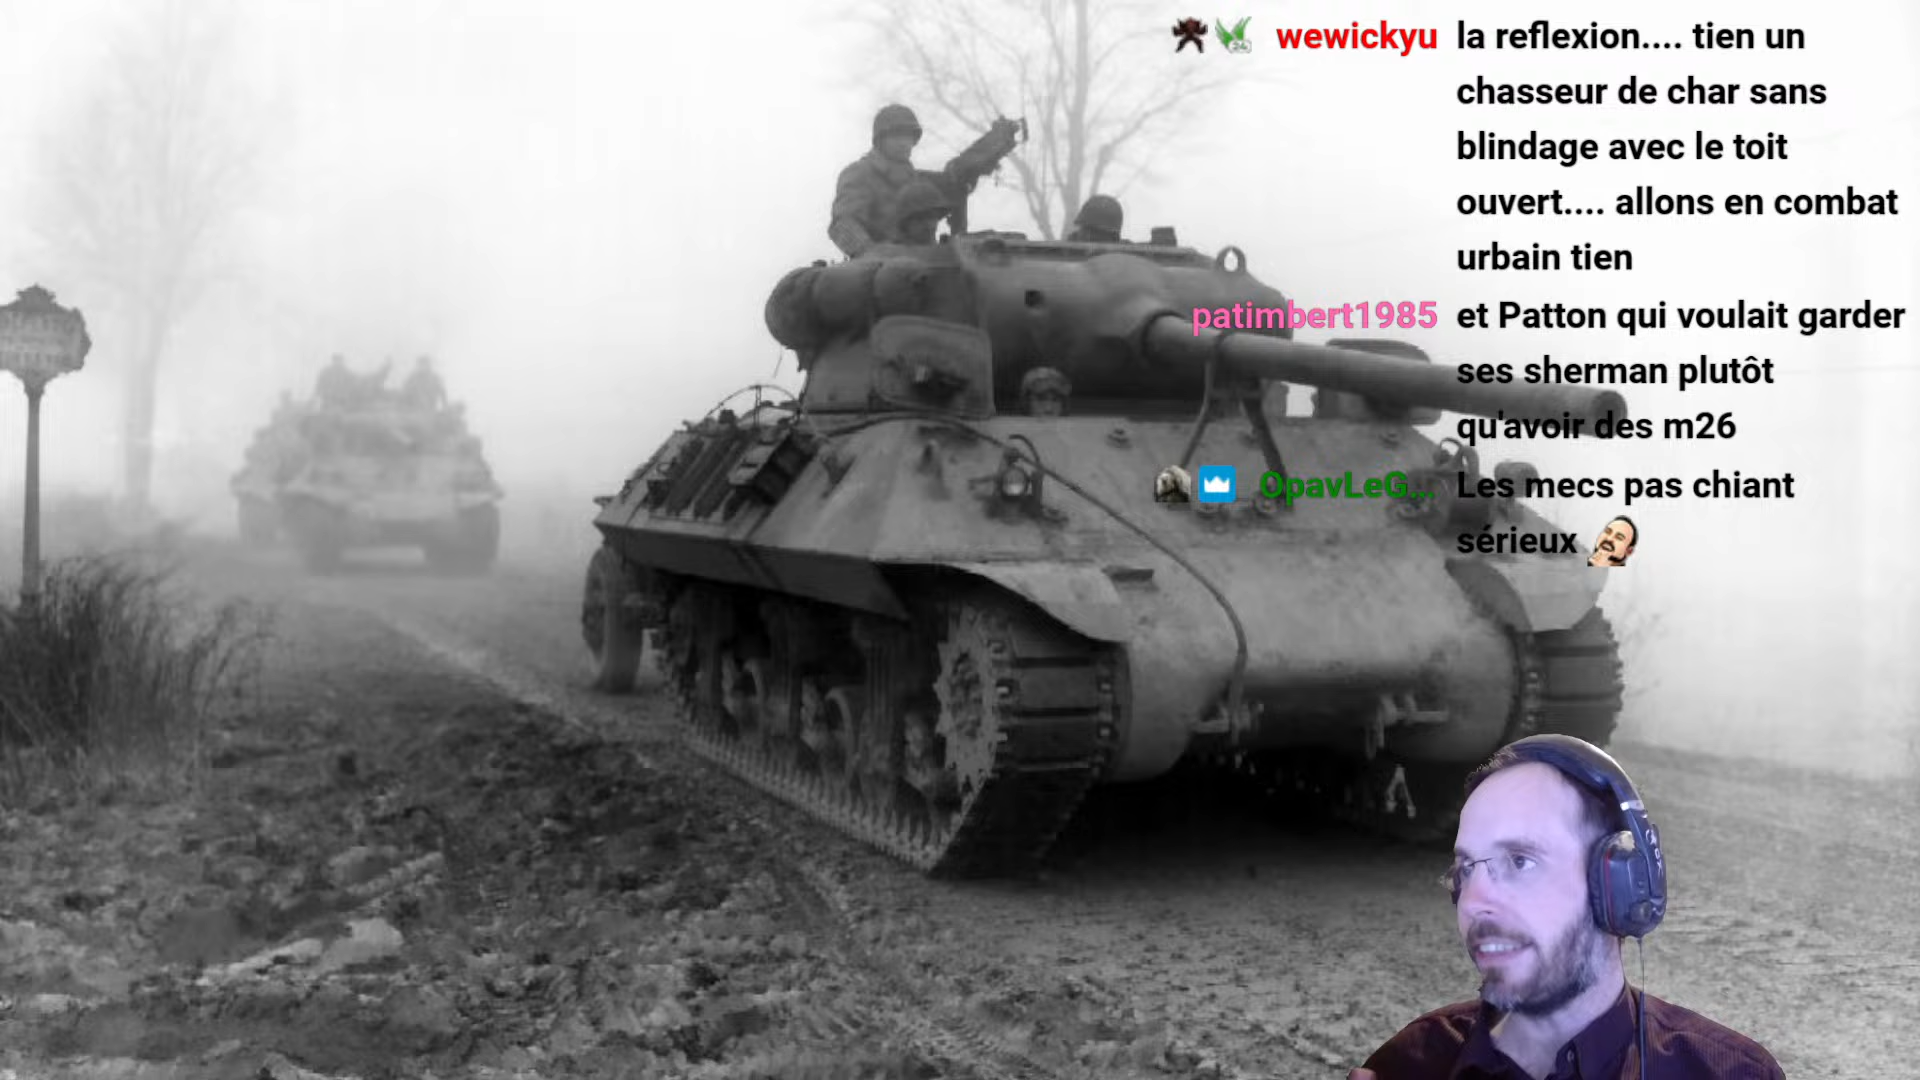 wewickyu la reflexion.... tien un
chasseur de char sans
blindage avec le toit
ouvert.... allons en combat
urbain tien
patimbert1985 et Patton qui voulait garder
ses sherman plutôt
qu'avoir des m26
OpavLeG... Les mecs pas chiant
sérieux